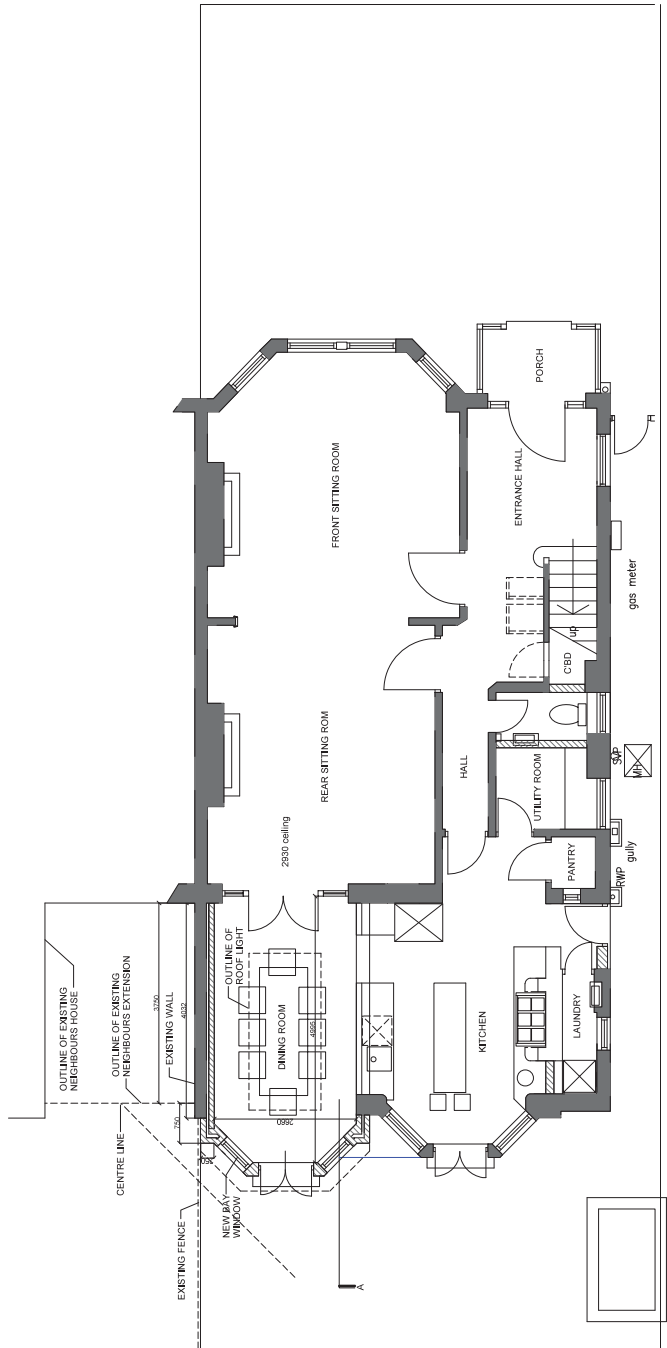 PORCH
ENTRANCE HALL
FRONT SITTING ROOM
gas meter
up
C'BD
REAR SITTING ROM
HALL
SVP
MH
UTILITY ROOM
2930 ceiling
PANTRY
gully
RWP
OUTLINE OF
ROOF LIGHT
DINING ROOM
4995
KITCHEN
LAUNDRY
3750
4032
EXISTING WALL
OUTLINE OF EXISTING
NEIGHBOURS HOUSE
OUTLINE OF EXISTING
NEIGHBOURS EXTENSION
750
CENTRE LINE
2660
NEW BAY
WINDOW
EXISTING FENCE
A